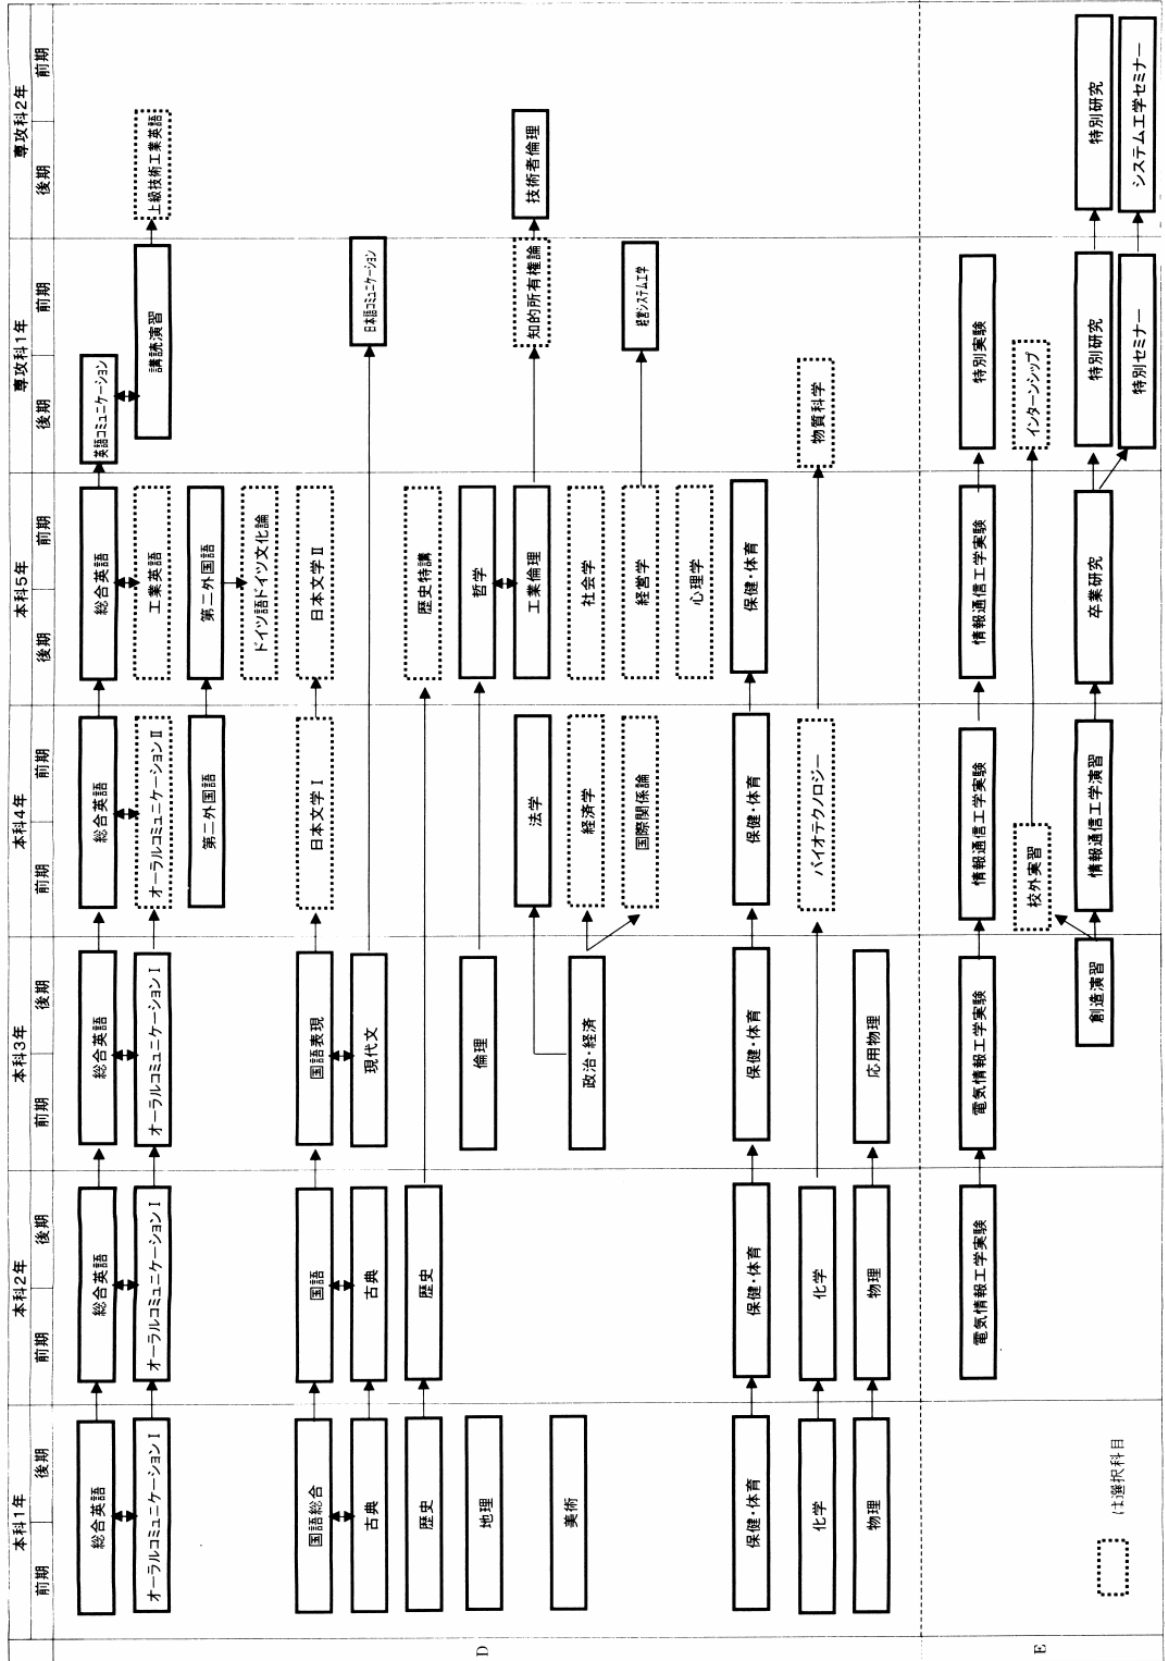 本科1年 本科2年 本科3年 本科4年 本科5年 専攻科1年 専攻科2年
前期 後期 前期 後期 前期 後期 前期 前期 後期 前期 後期 前期 後期 前期
総合英語 総合英語 総合英語 総合英語 総合英語 英語コミュニケーション
オーラルコミュニケーションⅠ オーラルコミュニケーションⅠ オーラルコミュニケーションⅠ オーラルコミュニケーションⅡ 工業英語 講読演習 上級技術工業英語
第二外国語 第二外国語
ドイツ語ドイツ文化論
国語総合 国語 国語表現 日本文学Ⅰ 日本文学Ⅱ
古典 古典 現代文 日本語コミュニケーション
歴史 歴史 歴史特講
地理 倫理 哲学
D
法学 工業倫理 知的所有権論 技術者倫理
美術 政治・経済 経済学 社会学
国際関係論 経営学 経営システム工学
心理学
保健・体育 保健・体育 保健・体育 保健・体育 保健・体育
化学 化学 バイオテクノロジー 物質科学
物理 物理 応用物理
電気情報工学実験 電気情報工学実験 情報通信工学実験 情報通信工学実験 特別実験
E
校外実習 インターンシップ
創造演習 情報通信工学演習 卒業研究 特別研究 特別研究
特別セミナー システム工学セミナー
は選択科目